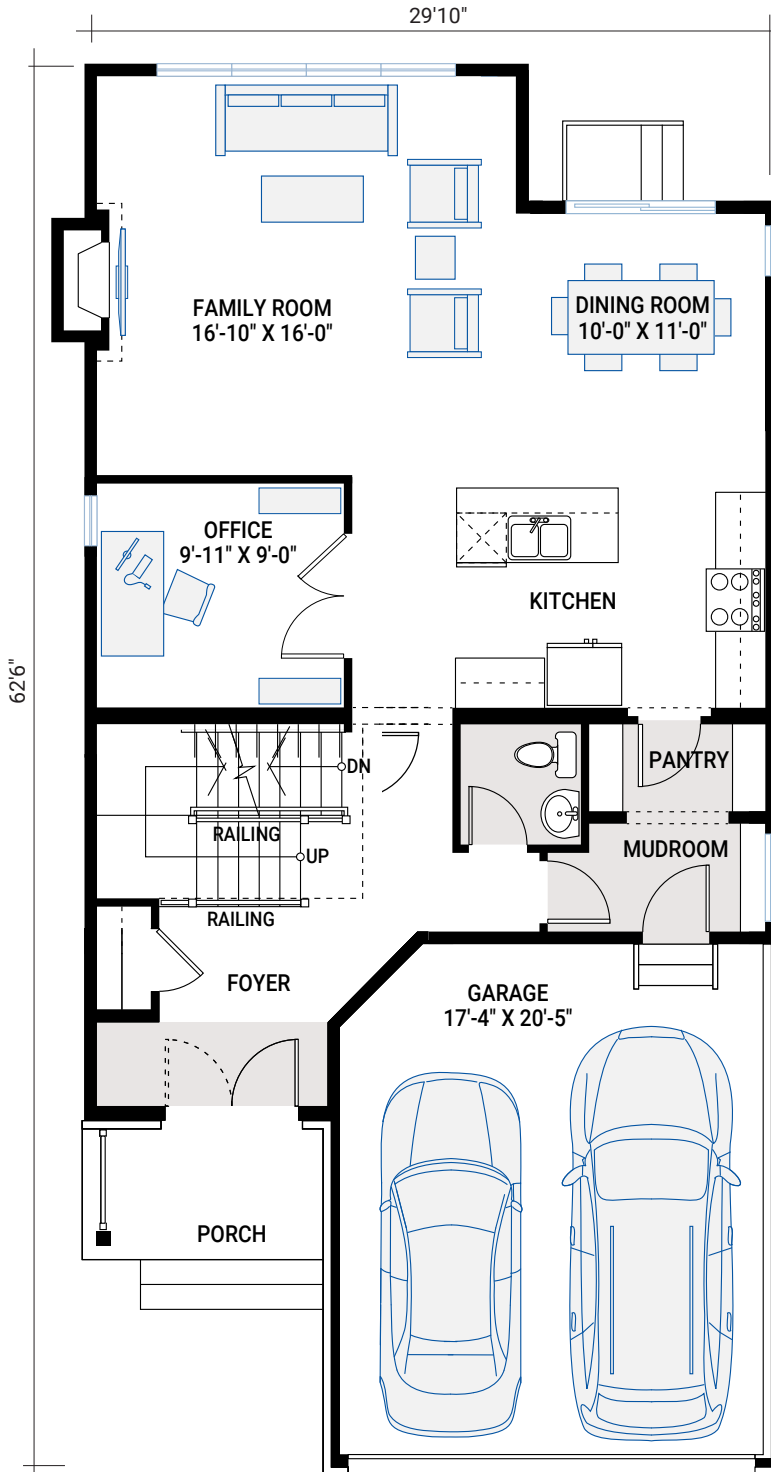 29'10"
62'6"
FAMILY ROOM
16'-10" X 16'-0"
DINING ROOM
10'-0" X 11'-0"
OFFICE
9'-11" X 9'-0"
KITCHEN
DN
PANTRY
RAILING
MUDROOM
UP
RAILING
FOYER
GARAGE
17'-4" X 20'-5"
PORCH